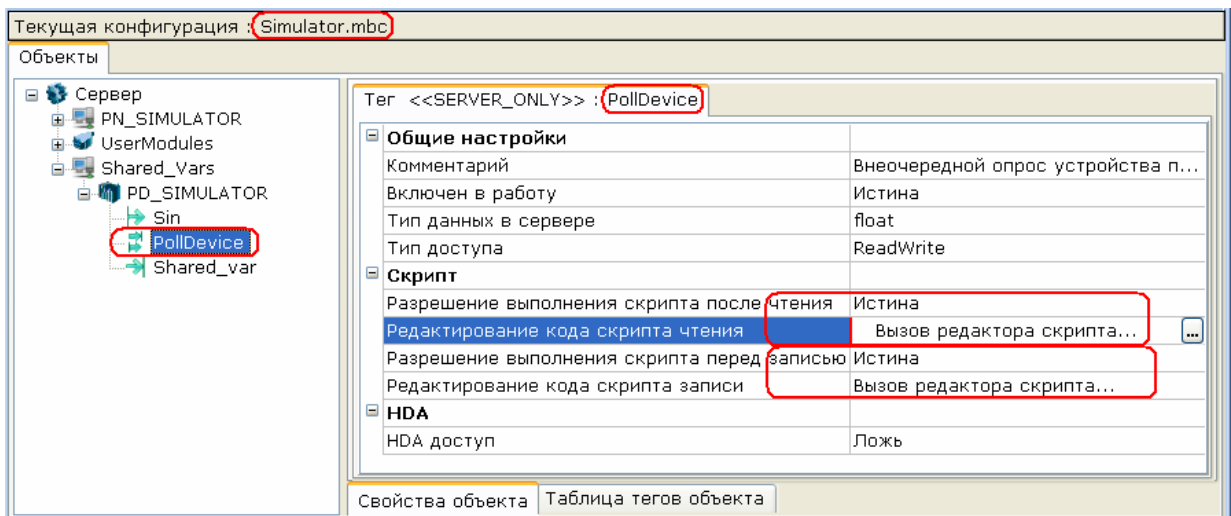 Текущая конфигурация : Simulator.mbc
Объекты
Сервер
PN_SIMULATOR
UserModules
Shared_Vars
PD_SIMULATOR
Sin
PollDevice
Shared_var
Тег <<SERVER_ONLY>> : PollDevice
Общие настройки
Комментарий Внеочередной опрос устройства п...
Включен в работу Истина
Тип данных в сервере float
Тип доступа ReadWrite
Скрипт
Разрешение выполнения скрипта после чтения Истина
Редактирование кода скрипта чтения Вызов редактора скрипта... ...
Разрешение выполнения скрипта перед записью Истина
Редактирование кода скрипта записи Вызов редактора скрипта...
HDA
HDA доступ Ложь
Свойства объекта Таблица тегов объекта